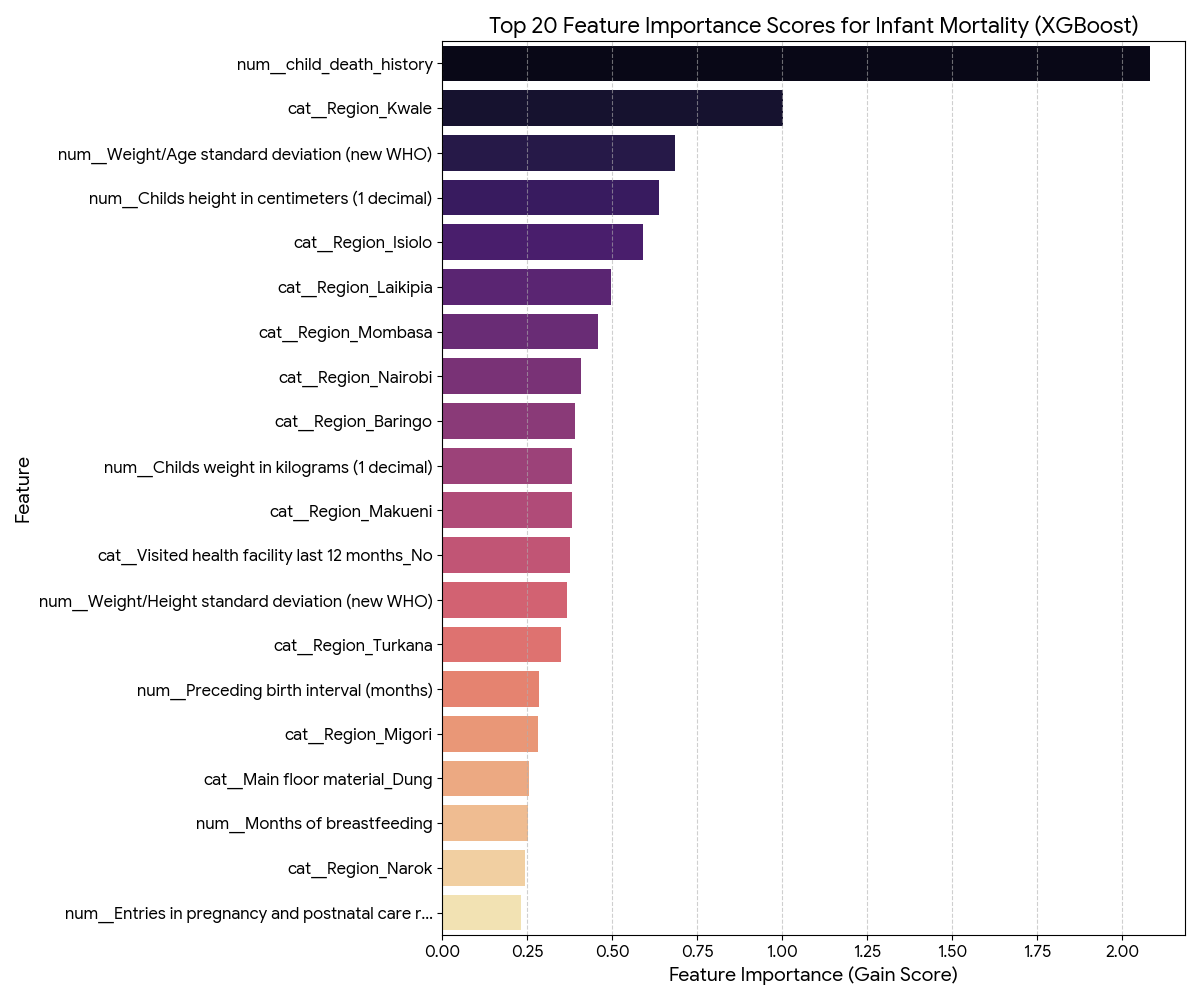 Top 20 Feature Importance Scores for Infant Mortality (XGBoost)
num__child_death_history
cat__Region_Kwale
num__Weight/Age standard deviation (new WHO)
num__Childs height in centimeters (1 decimal)
cat__Region_Isiolo
cat__Region_Laikipia
cat__Region_Mombasa
cat__Region_Nairobi
cat__Region_Baringo
num__Childs weight in kilograms (1 decimal)
cat__Region_Makueni
cat__Visited health facility last 12 months_No
num__Weight/Height standard deviation (new WHO)
cat__Region_Turkana
num__Preceding birth interval (months)
cat__Region_Migori
cat__Main floor material_Dung
num__Months of breastfeeding
cat__Region_Narok
num__Entries in pregnancy and postnatal care r...
Feature
0.00 0.25 0.50 0.75 1.00 1.25 1.50 1.75 2.00
Feature Importance (Gain Score)